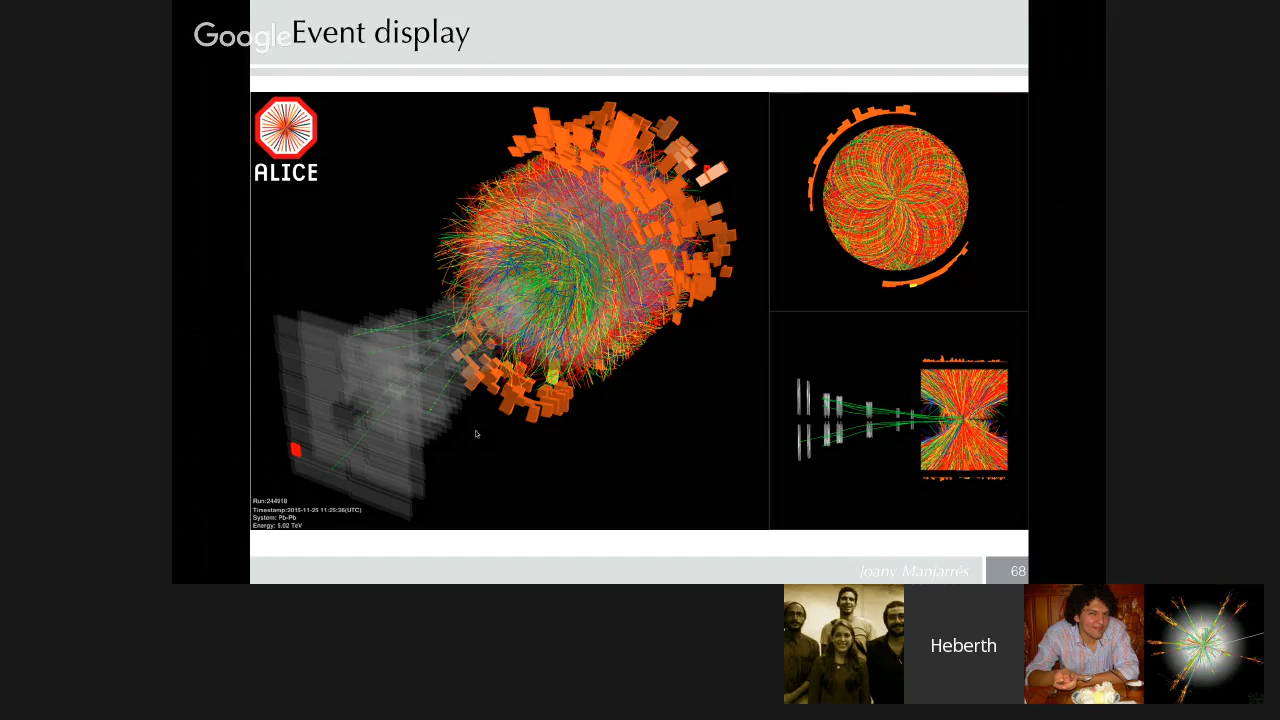 Google
Event display
ALICE
Run:244918
Timestamp:2015-11-25 11:25:36(UTC)
System: Pb-Pb
Energy: 5.02 TeV
Joany Manjarrés
68
Heberth